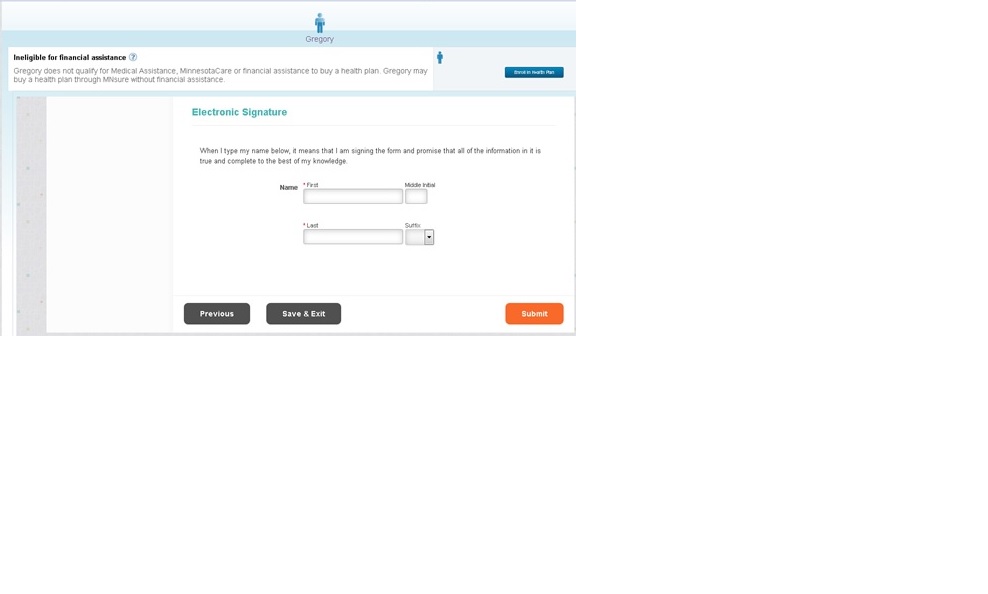 Gregory
Ineligible for financial assistance ?
Gregory does not qualify for Medical Assistance, MinnesotaCare or financial assistance to buy a health plan. Gregory may
buy a health plan through MNsure without financial assistance.
Enroll in Health Plan
Electronic Signature
When I type my name below, it means that I am signing the form and promise that all of the information in it is
true and complete to the best of my knowledge.
Name * First Middle Initial
* Last Suffix
Previous Save & Exit Submit